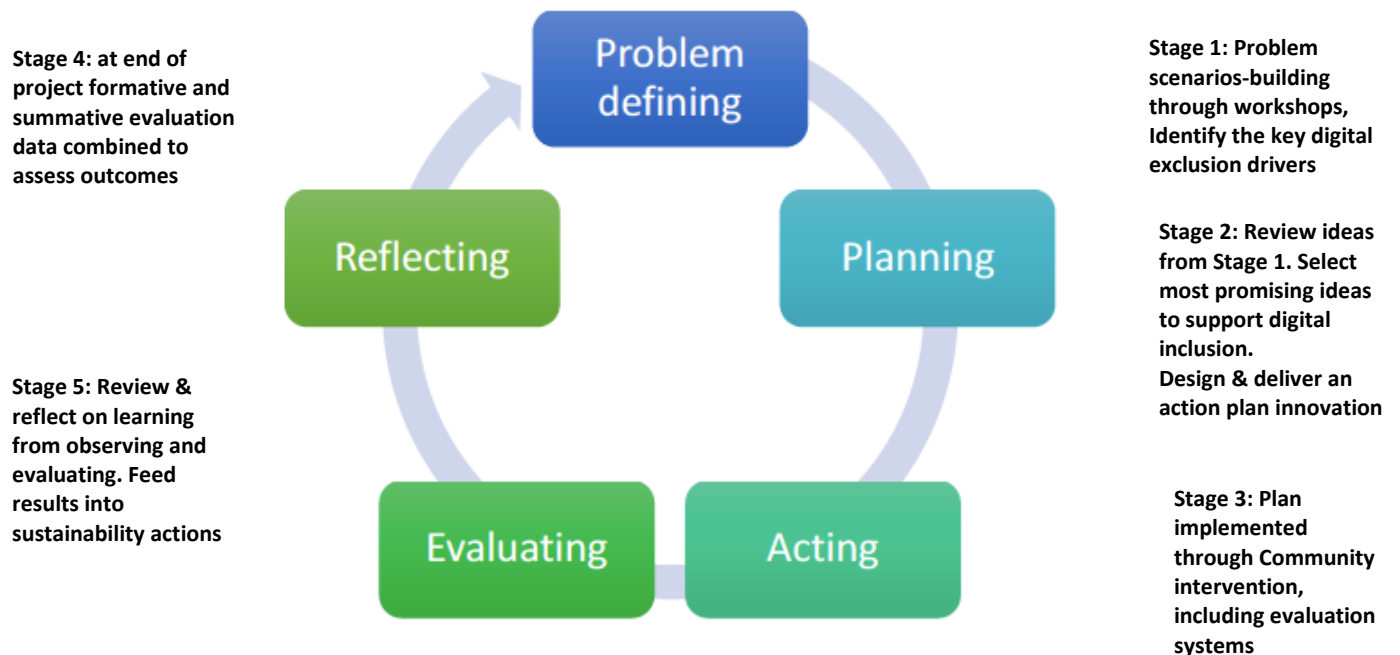 Problem
defining
Stage 1: Problem
scenarios-building
through workshops,
Identify the key digital
exclusion drivers
Planning
Stage 2: Review ideas
from Stage 1. Select
most promising ideas
to support digital
inclusion.
Design & deliver an
action plan innovation
Acting
Stage 3: Plan
implemented
through Community
intervention,
including evaluation
systems
Evaluating
Stage 4: at end of
project formative and
summative evaluation
data combined to
assess outcomes
Reflecting
Stage 5: Review &
reflect on learning
from observing and
evaluating. Feed
results into
sustainability actions